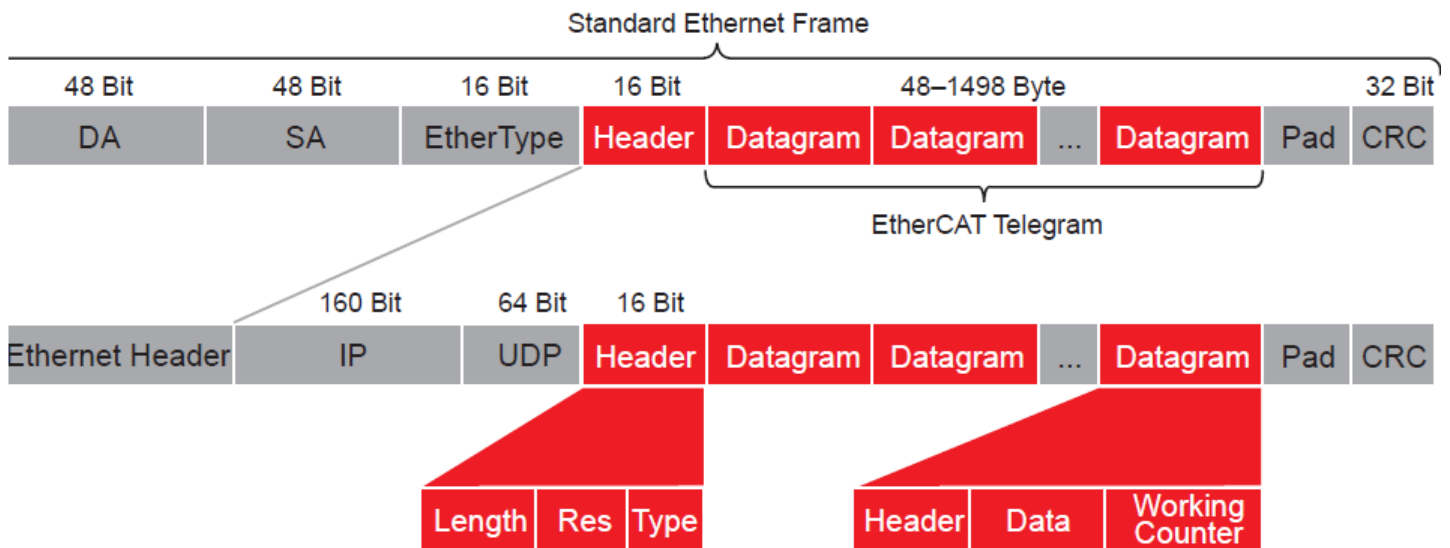 Standard Ethernet Frame
48 Bit 48 Bit 16 Bit 16 Bit 48–1498 Byte 32 Bit
DA SA EtherType Header Datagram Datagram ... Datagram Pad CRC
EtherCAT Telegram
160 Bit 64 Bit 16 Bit
Ethernet Header IP UDP Header Datagram Datagram ... Datagram Pad CRC
Length Res Type Header Data Working
Counter